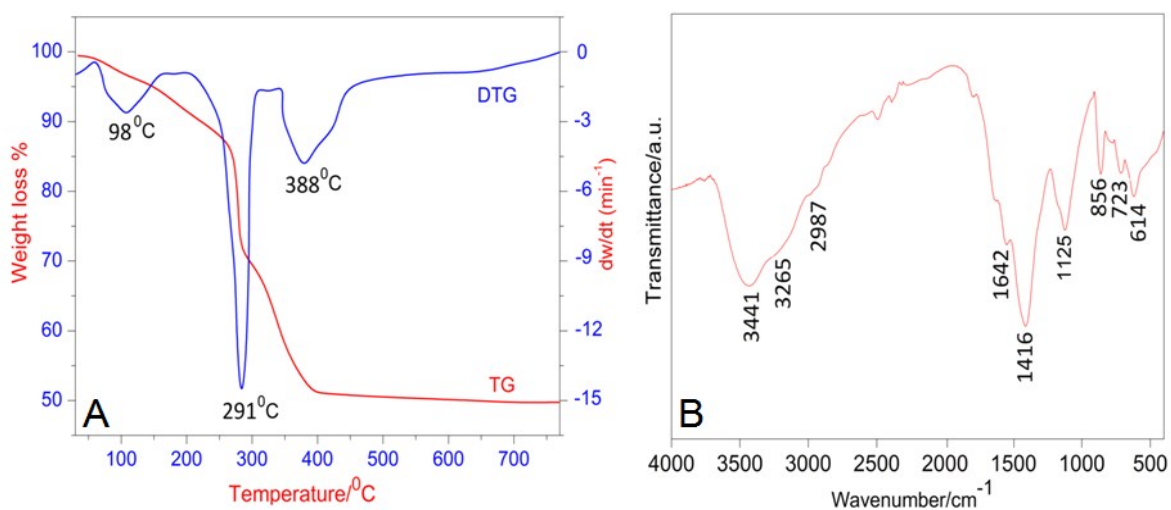 100
90
80
70
60
50
Weight loss %
0
-3
-6
-9
-12
-15
dw/dt (min⁻¹)
DTG
98⁰C
388⁰C
291⁰C
TG
A
100 200 300 400 500 600 700
Temperature/⁰C
Transmittance/a.u.
3441
3265
2987
1642
1416
1125
856
723
614
B
4000 3500 3000 2500 2000 1500 1000 500
Wavenumber/cm⁻¹